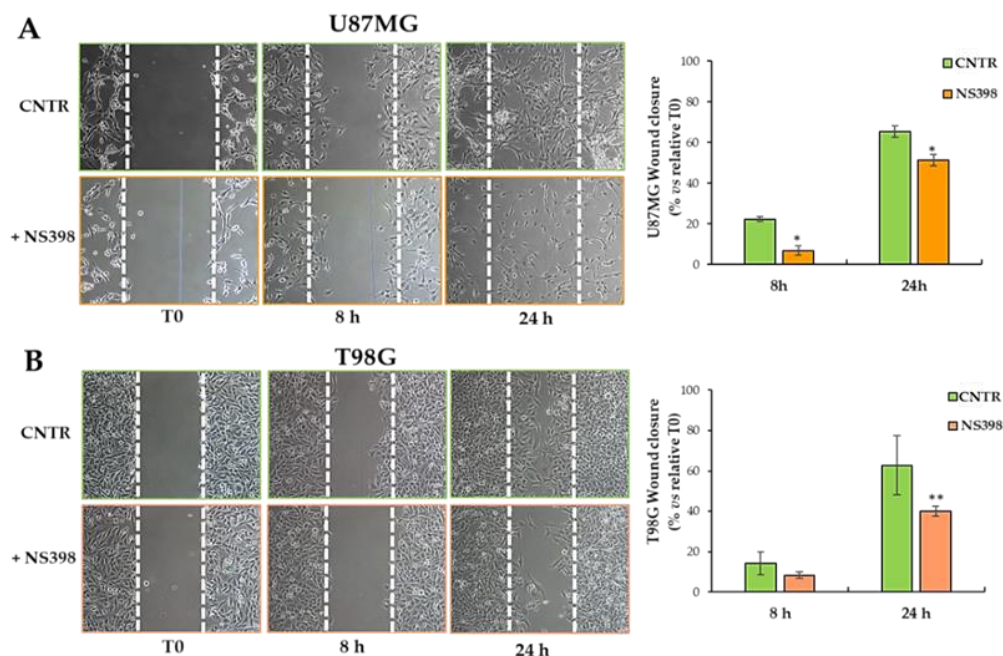 A
U87MG
CNTR
+ NS398
T0
8 h
24 h
U87MG Wound closure
(% vs relative T0)
100
80
60
40
20
0
CNTR
NS398
*
*
8h
24h
B
T98G
CNTR
+ NS398
T0
8 h
24 h
T98G Wound closure
(% vs relative T0)
100
80
60
40
20
0
CNTR
NS398
**
8 h
24 h